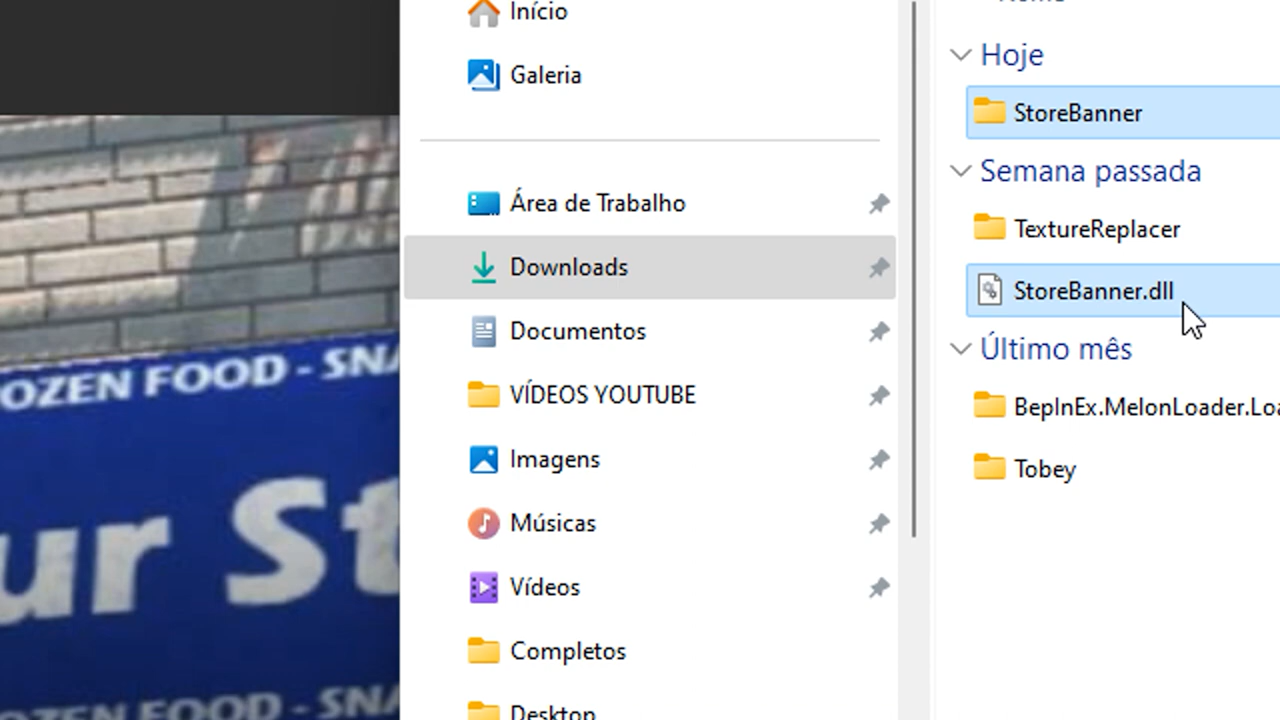 Início
Galeria
Área de Trabalho
Downloads
Documentos
VÍDEOS YOUTUBE
Imagens
Músicas
Vídeos
Completos
Desktop
Hoje
StoreBanner
Semana passada
TextureReplacer
StoreBanner.dll
Último mês
BepInEx.MelonLoader.Loa
Tobey
OZEN FOOD - SNA
ur St
ZEN FOOD - SNA